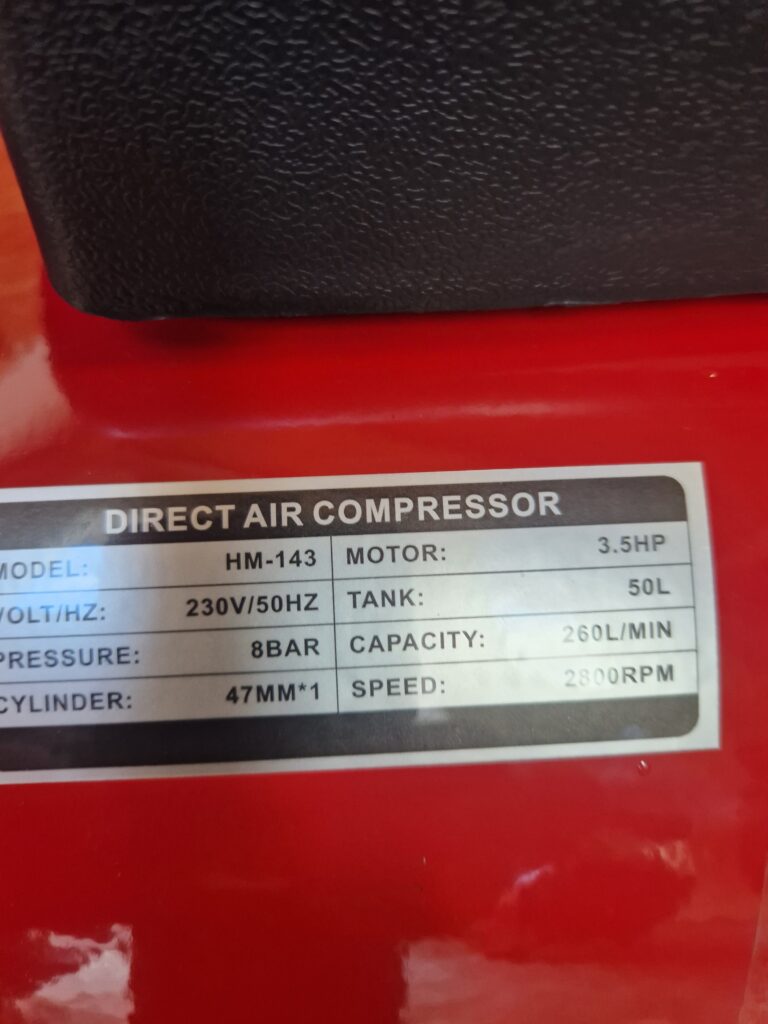 DIRECT AIR COMPRESSOR
MODEL: HM-143 MOTOR: 3.5HP
VOLT/HZ: 230V/50HZ TANK: 50L
PRESSURE: 8BAR CAPACITY: 260L/MIN
CYLINDER: 47MM*1 SPEED: 2800RPM